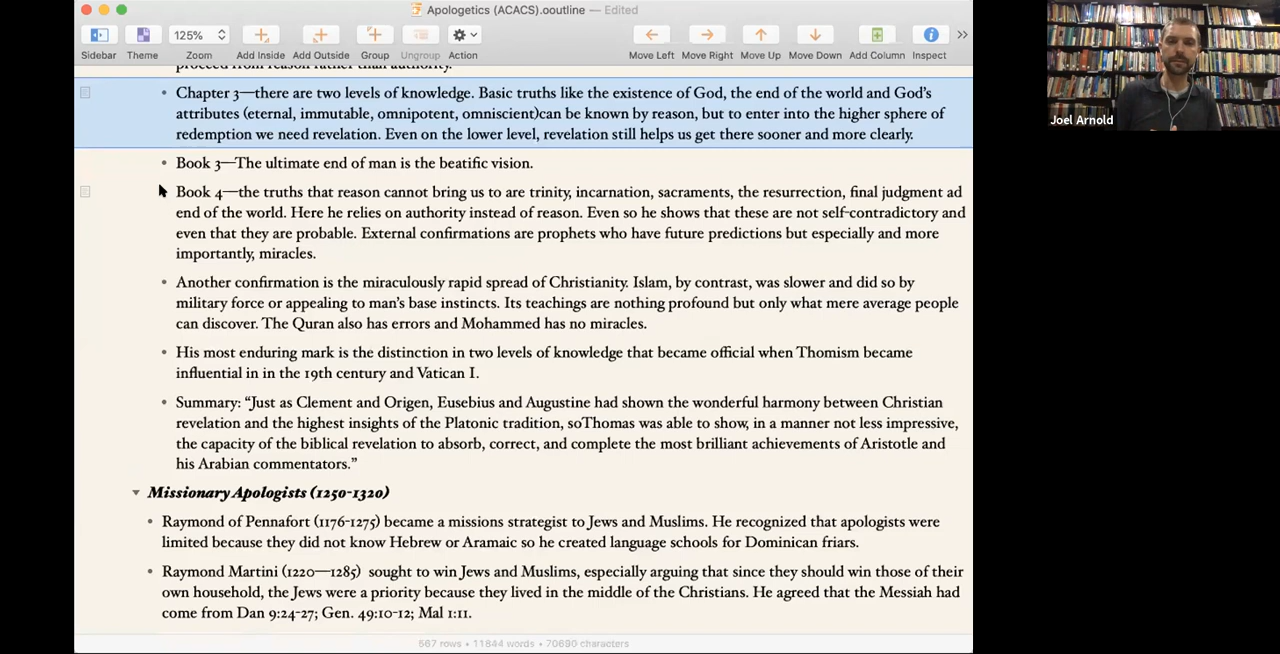 Apologetics (ACACS).ooutline — Edited
125%
Sidebar Theme Zoom Add Inside Add Outside Group Ungroup Action Move Left Move Right Move Up Move Down Add Column Inspect
proceed from reason rather than authority.
• Chapter 3—there are two levels of knowledge. Basic truths like the existence of God, the end of the world and God's
attributes (eternal, immutable, omnipotent, omniscient)can be known by reason, but to enter into the higher sphere of
redemption we need revelation. Even on the lower level, revelation still helps us get there sooner and more clearly.
• Book 3—The ultimate end of man is the beatific vision.
Book 4—the truths that reason cannot bring us to are trinity, incarnation, sacraments, the resurrection, final judgment ad
end of the world. Here he relies on authority instead of reason. Even so he shows that these are not self-contradictory and
even that they are probable. External confirmations are prophets who have future predictions but especially and more
importantly, miracles.
• Another confirmation is the miraculously rapid spread of Christianity. Islam, by contrast, was slower and did so by
military force or appealing to man's base instincts. Its teachings are nothing profound but only what mere average people
can discover. The Quran also has errors and Mohammed has no miracles.
• His most enduring mark is the distinction in two levels of knowledge that became official when Thomism became
influential in in the 19th century and Vatican I.
• Summary: "Just as Clement and Origen, Eusebius and Augustine had shown the wonderful harmony between Christian
revelation and the highest insights of the Platonic tradition, soThomas was able to show, in a manner not less impressive,
the capacity of the biblical revelation to absorb, correct, and complete the most brilliant achievements of Aristotle and
his Arabian commentators."
Missionary Apologists (1250-1320)
• Raymond of Pennafort (1176-1275) became a missions strategist to Jews and Muslims. He recognized that apologists were
limited because they did not know Hebrew or Aramaic so he created language schools for Dominican friars.
• Raymond Martini (1220—1285) sought to win Jews and Muslims, especially arguing that since they should win those of their
own household, the Jews were a priority because they lived in the middle of the Christians. He agreed that the Messiah had
come from Dan 9:24-27; Gen. 49:10-12; Mal 1:11.
567 rows • 11844 words • 70690 characters
Joel Arnold